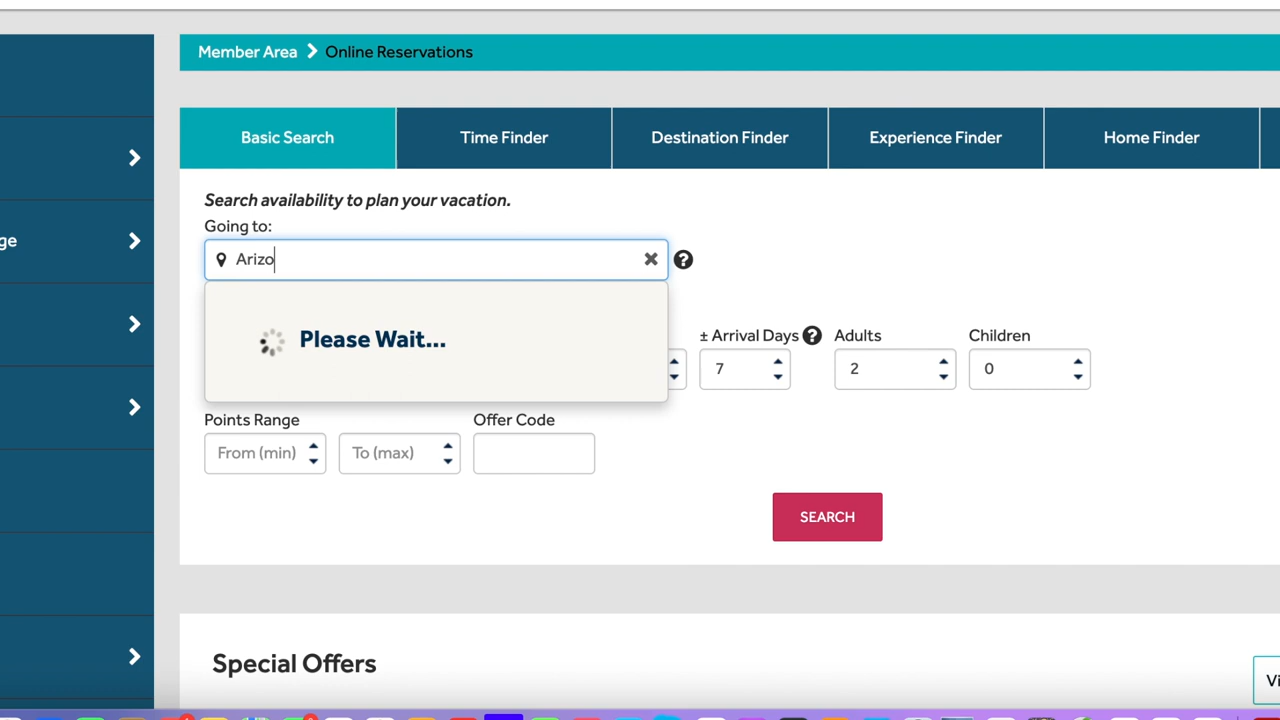 Member Area Online Reservations
Basic Search Time Finder Destination Finder Experience Finder Home Finder
Search availability to plan your vacation.
Going to:
ge
Arizo
Please Wait...
± Arrival Days Adults Children
7 2 0
Points Range Offer Code
From (min) To (max)
SEARCH
Special Offers
Vi